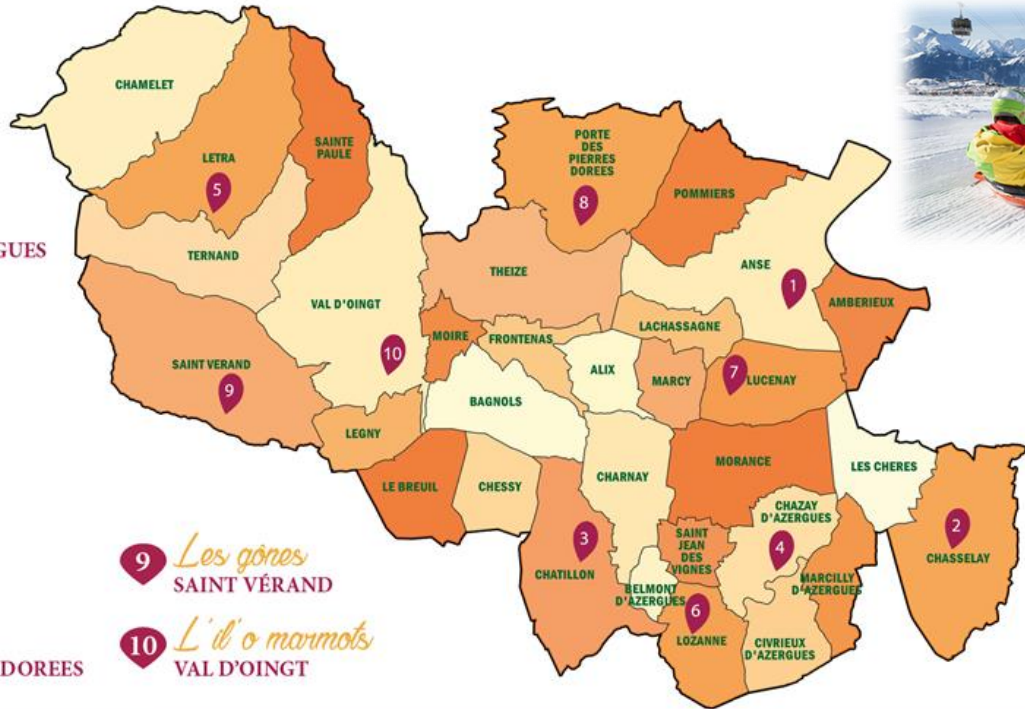 CHAMELET
LETRA
5
SAINTE
PAULE
PORTE
DES
PIERRES
DOREES
8
POMMIERS
GUES
TERNAND
THEIZE
ANSE
1
AMBERIEUX
VAL D'OINGT
10
MOIRE
FRONTENAS
LACHASSAGNE
SAINT VERAND
9
ALIX
MARCY
7
LUCENAY
BAGNOLS
LEGNY
LE BREUIL
CHESSY
CHARNAY
MORANCE
LES CHERES
CHAZAY
D'AZERGUES
4
2
CHASSELAY
3
CHATILLON
SAINT
JEAN
DES
VIGNES
BELMONT
D'AZERGUES
MARCILLY
D'AZERGUES
6
LOZANNE
CIVRIEUX
D'AZERGUES
9 Les gônes
SAINT VÉRAND
10 L'il'o marmots
VAL D'OINGT
DOREES